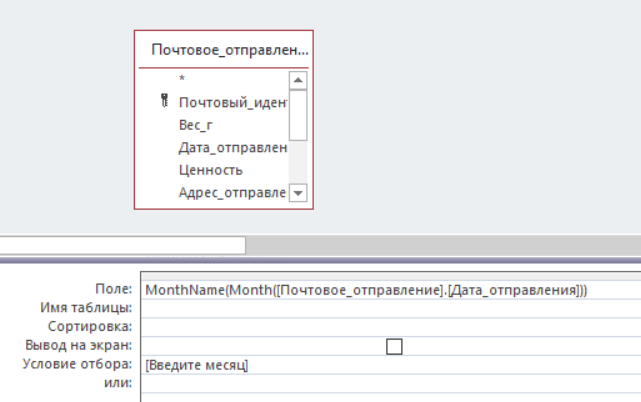 Почтовое_отправлен...
*
Почтовый_иден
Вес_г
Дата_отправлен
Ценность
Адрес_отправле
Поле: MonthName(Month([Почтовое_отправление].[Дата_отправления]))
Имя таблицы:
Сортировка:
Вывод на экран:
Условие отбора: [Введите месяц]
или: